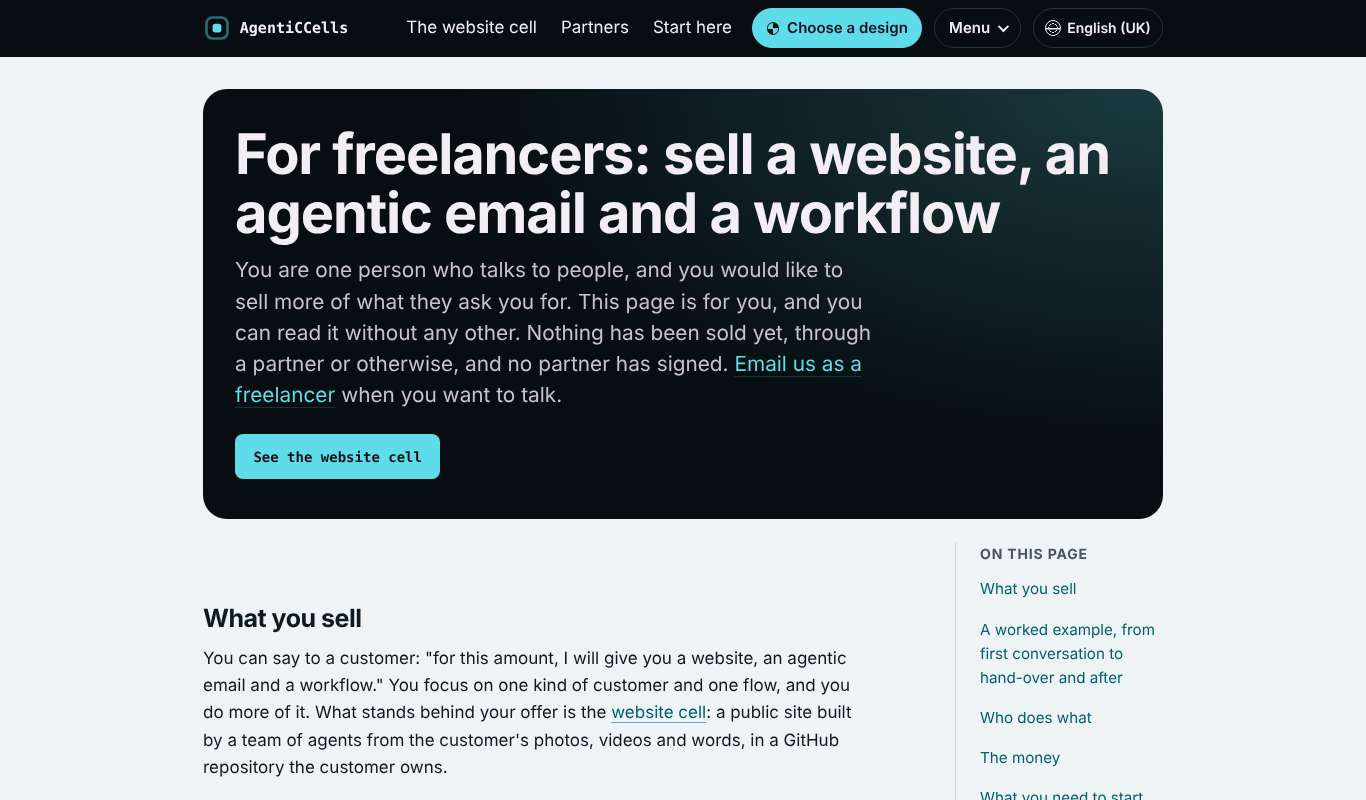 AgentiCCells
The website cell
Partners
Start here
Choose a design
Menu
English (UK)
For freelancers: sell a website, an
agentic email and a workflow
You are one person who talks to people, and you would like to
sell more of what they ask you for. This page is for you, and you
can read it without any other. Nothing has been sold yet, through
a partner or otherwise, and no partner has signed. Email us as a
freelancer when you want to talk.
See the website cell
What you sell
You can say to a customer: "for this amount, I will give you a website, an agentic
email and a workflow." You focus on one kind of customer and one flow, and you
do more of it. What stands behind your offer is the website cell: a public site built
by a team of agents from the customer's photos, videos and words, in a GitHub
repository the customer owns.
ON THIS PAGE
What you sell
A worked example, from
first conversation to
hand-over and after
Who does what
The money
What you need to start